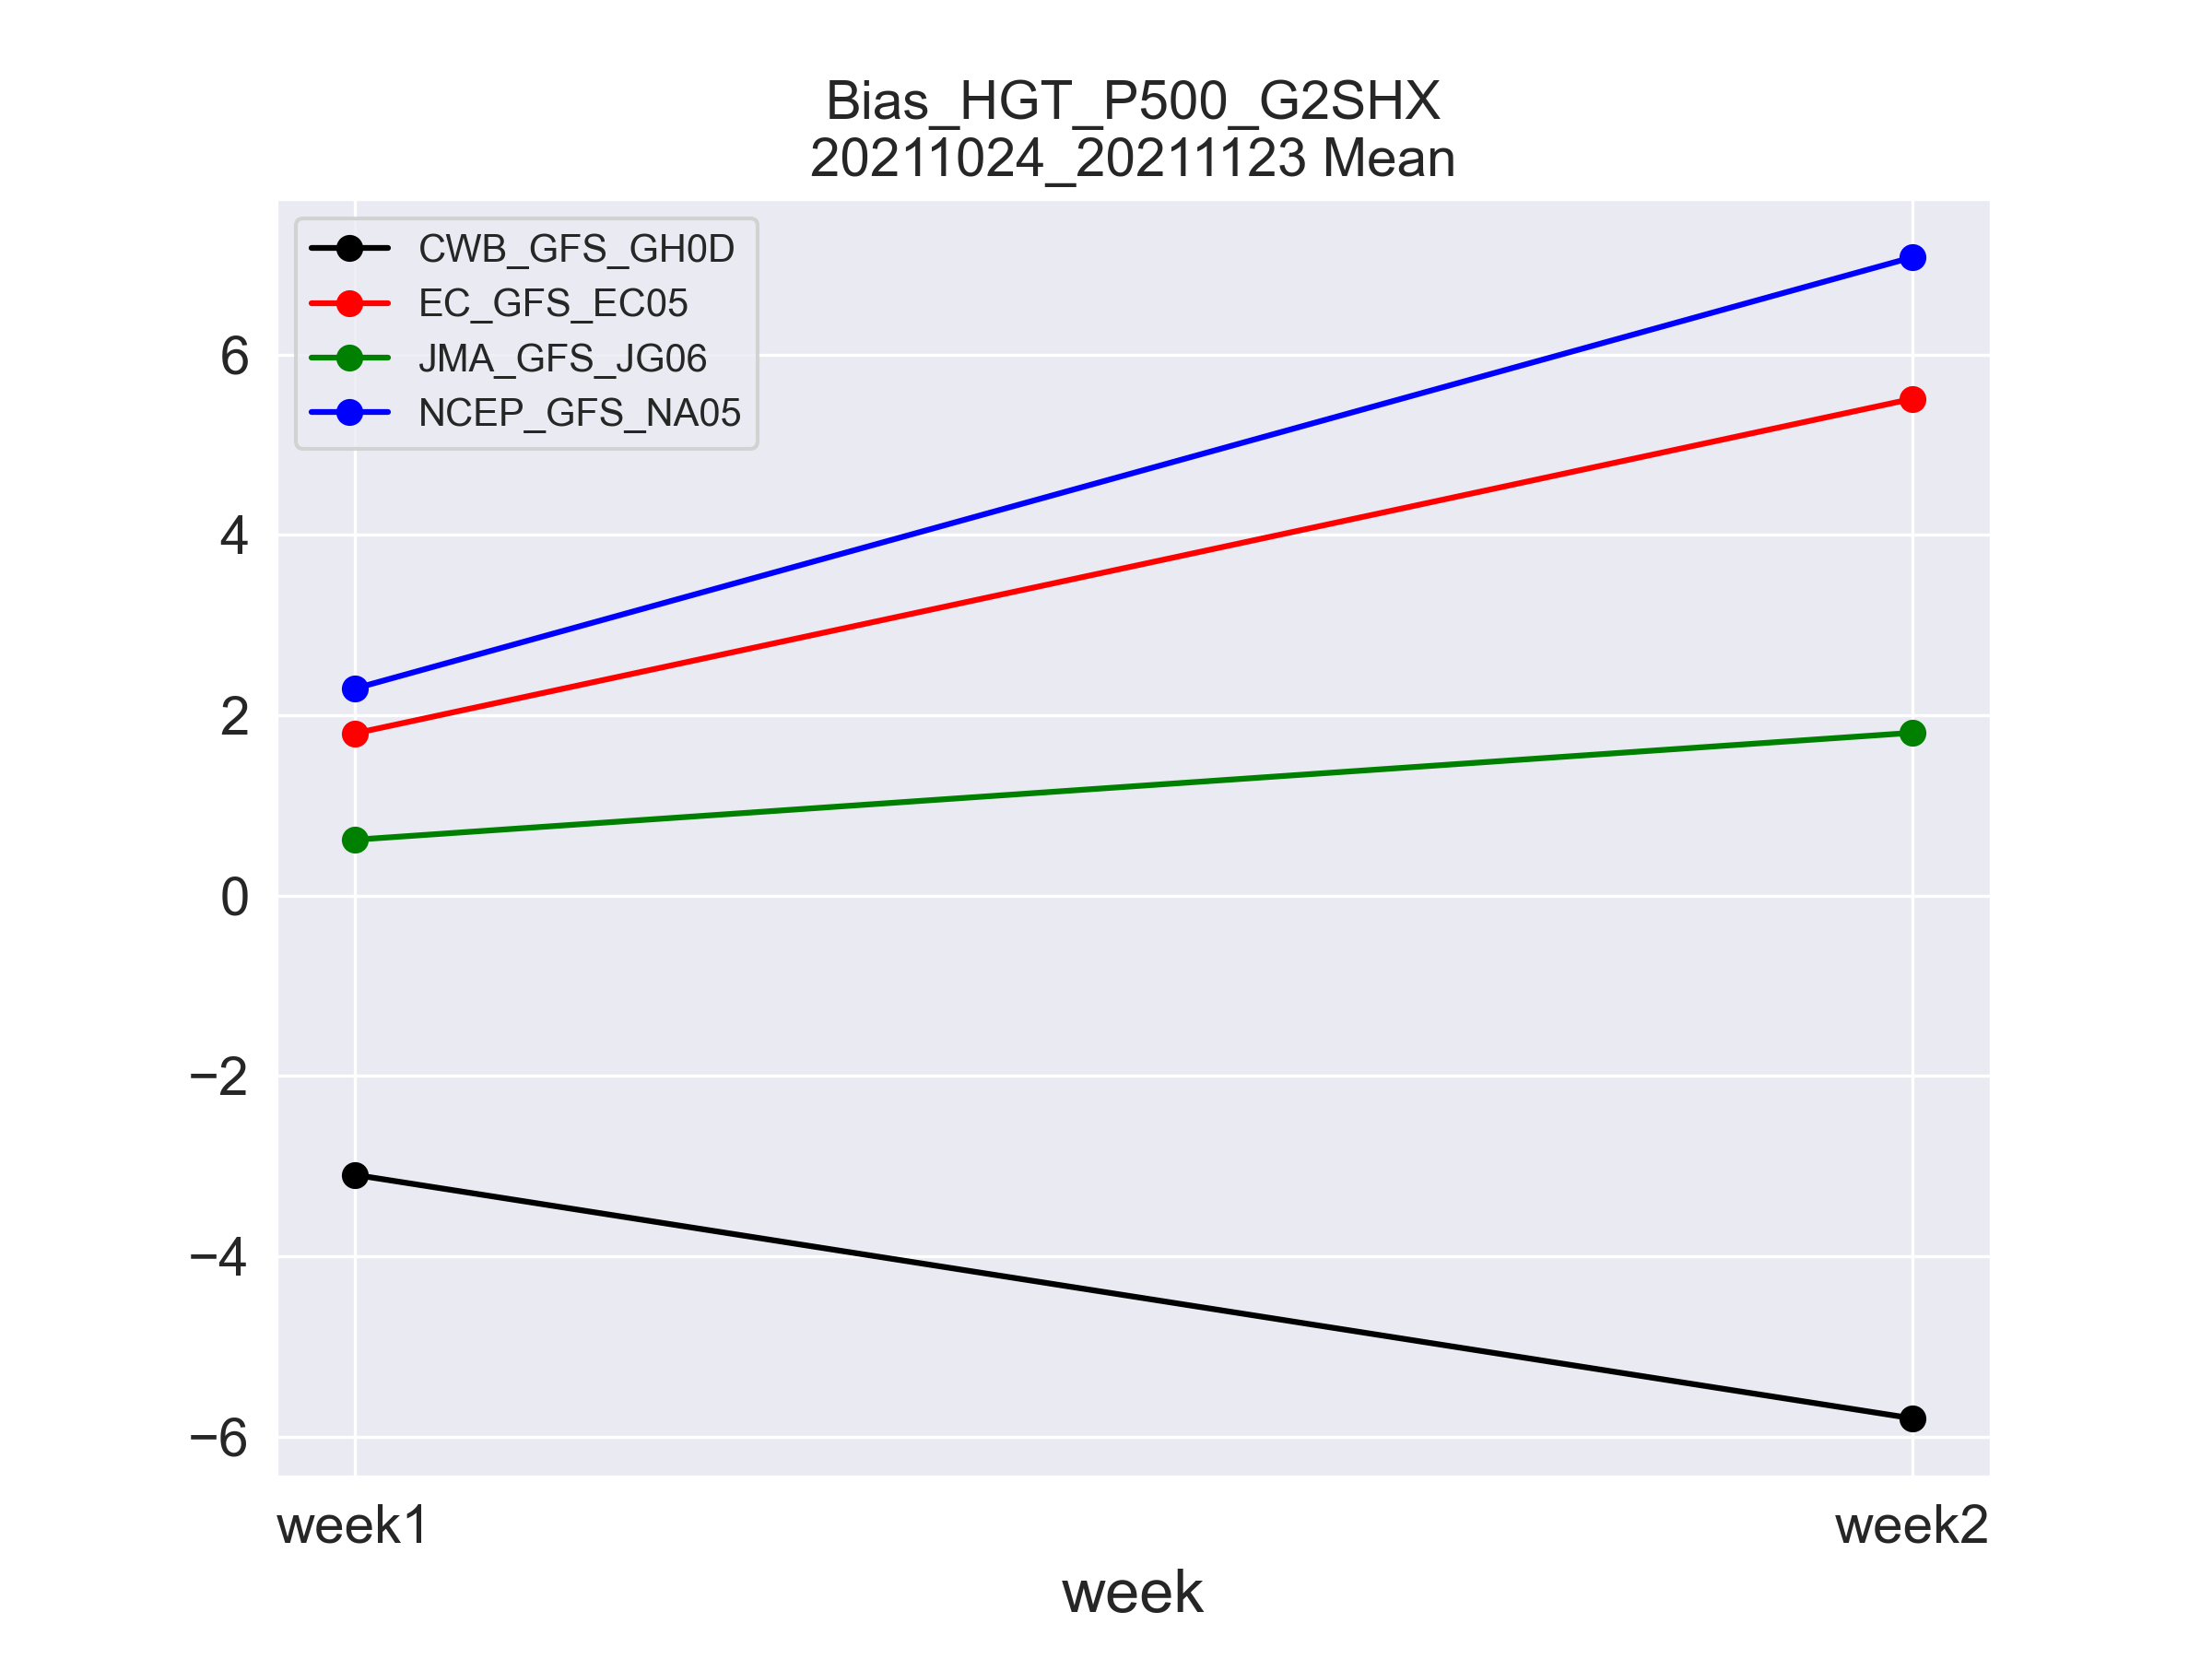 Bias_HGT_P500_G2SHX
20211024_20211123 Mean
CWB_GFS_GH0D
EC_GFS_EC05
JMA_GFS_JG06
NCEP_GFS_NA05
6
4
2
0
−2
−4
−6
week1
week2
week